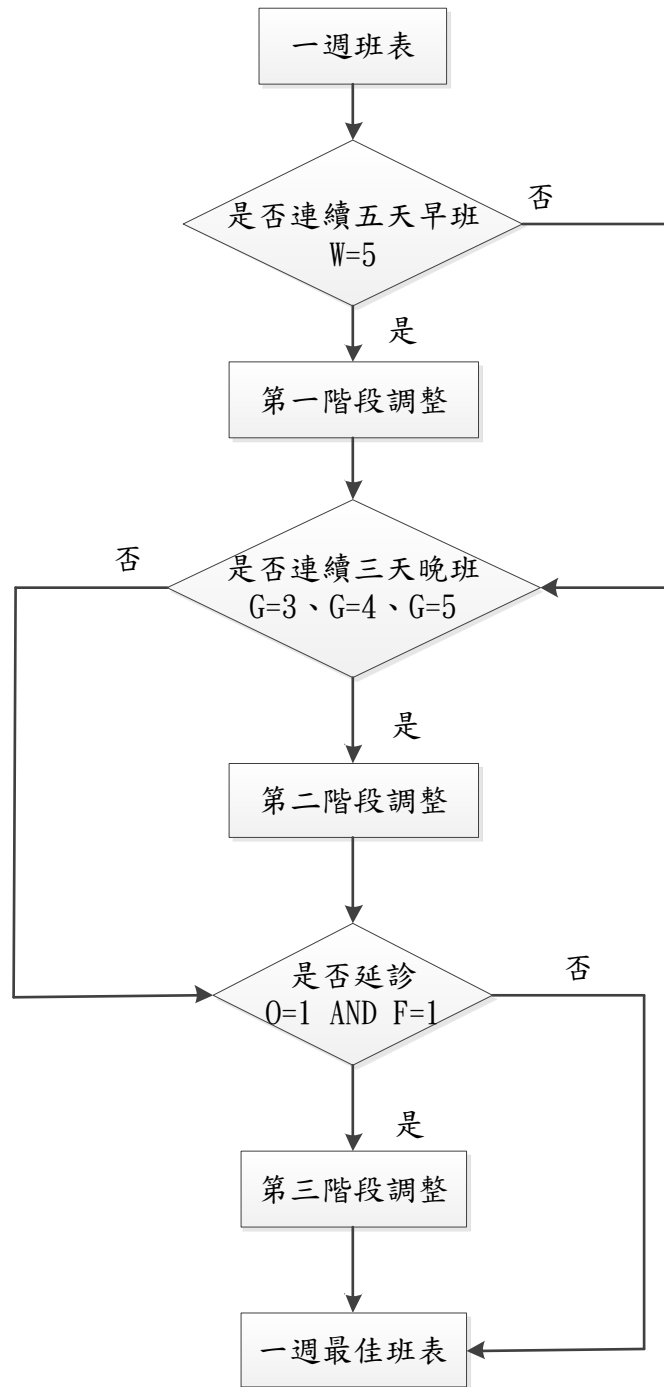 一週班表
是否連續五天早班
W=5
否
是
第一階段調整
否
是否連續三天晚班
G=3、G=4、G=5
是
第二階段調整
是否延診
O=1 AND F=1
否
是
第三階段調整
一週最佳班表